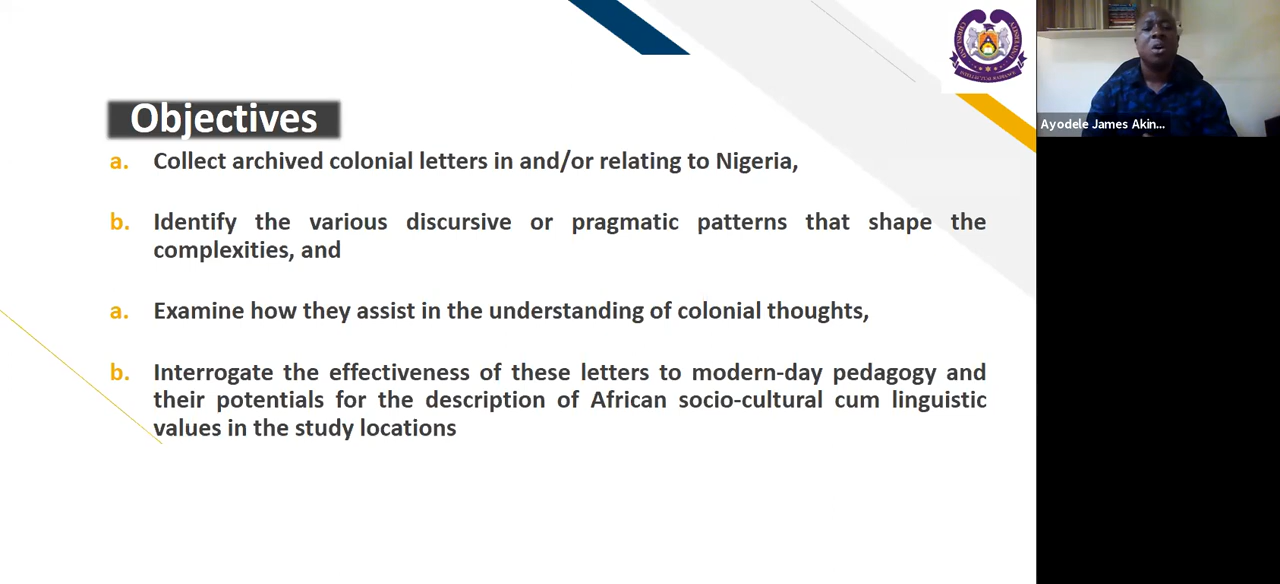 Objectives
a. Collect archived colonial letters in and/or relating to Nigeria,
b. Identify the various discursive or pragmatic patterns that shape the
complexities, and
a. Examine how they assist in the understanding of colonial thoughts,
b. Interrogate the effectiveness of these letters to modern-day pedagogy and
their potentials for the description of African socio-cultural cum linguistic
values in the study locations
Ayodele James Akin...